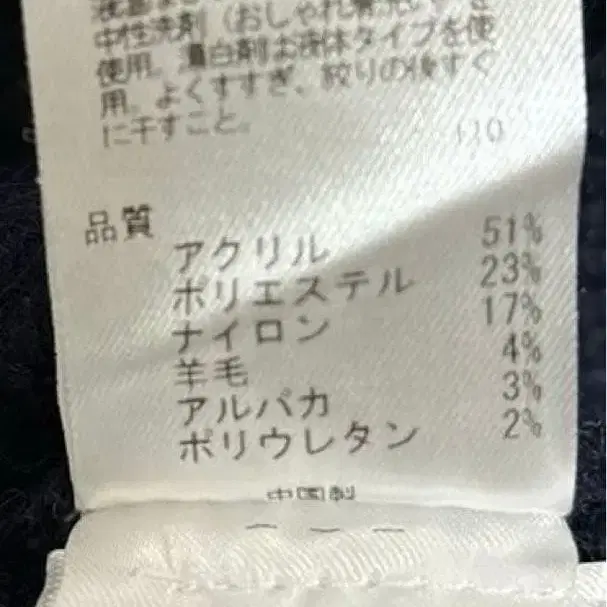 中性洗剤（おしゃれ着洗い）を使
使用。漂白剤お液体タイプを使
用。よくすすぎ、絞りの後すぐ
に干すこと。
品質
アクリル 51%
ポリエステル 23%
ナイロン 17%
羊毛 4%
アルパカ 3%
ポリウレタン 2%
中国製